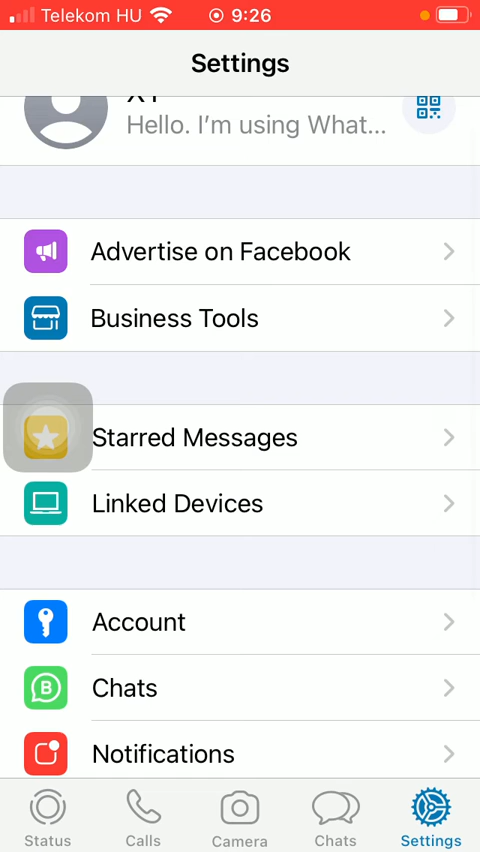 Telekom HU 9:26
Settings
Hello. I'm using What...
Advertise on Facebook
Business Tools
Starred Messages
Linked Devices
Account
Chats
Notifications
Status Calls Camera Chats Settings